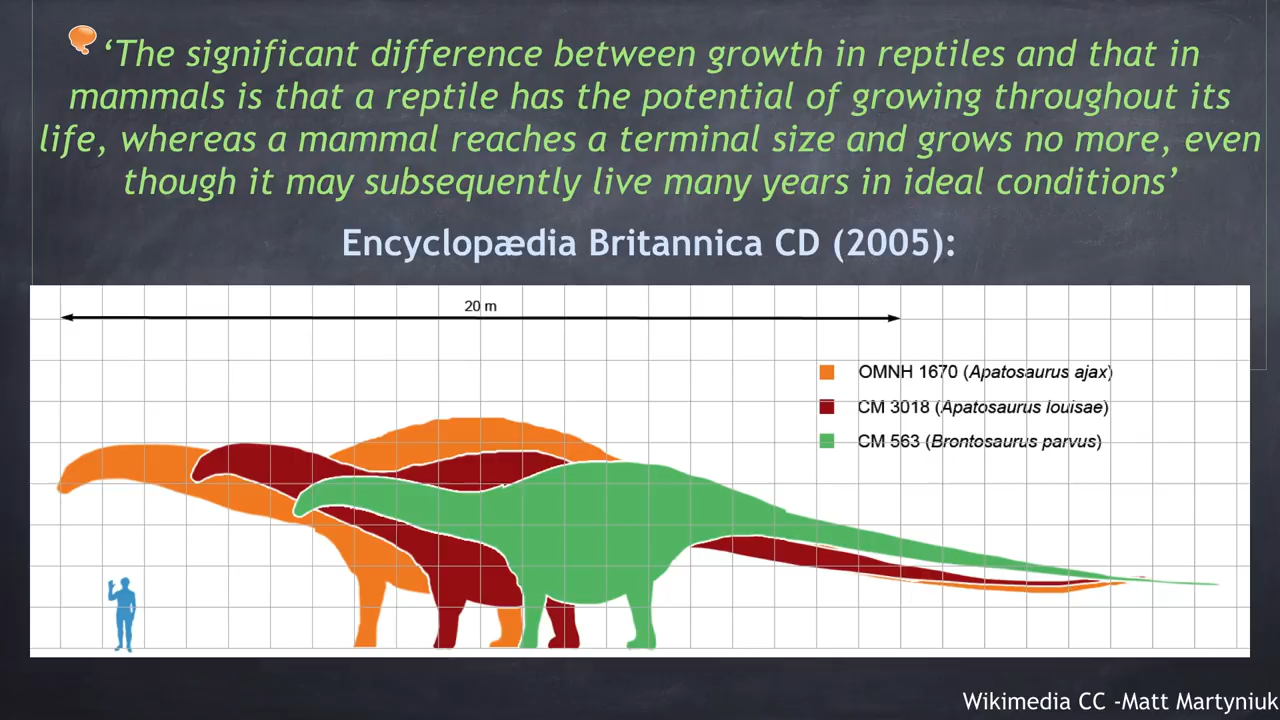 ‘The significant difference between growth in reptiles and that in
mammals is that a reptile has the potential of growing throughout its
life, whereas a mammal reaches a terminal size and grows no more, even
though it may subsequently live many years in ideal conditions’
Encyclopædia Britannica CD (2005):
20 m
OMNH 1670 (Apatosaurus ajax)
CM 3018 (Apatosaurus louisae)
CM 563 (Brontosaurus parvus)
Wikimedia CC -Matt Martyniuk